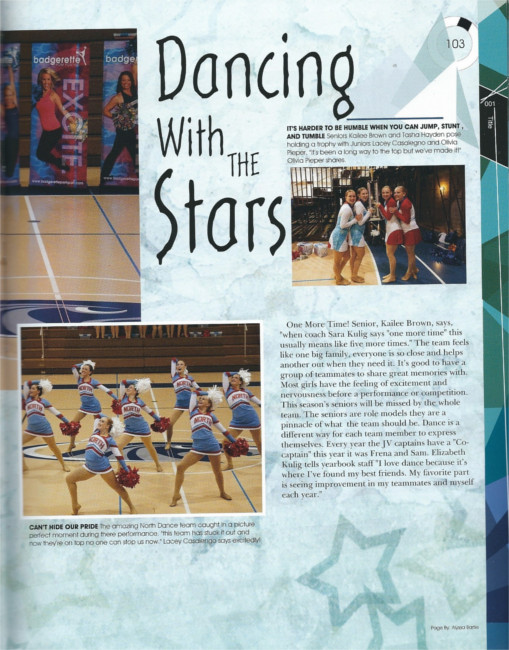 103
001
Title
badgerette
EXCITE
badger
Dancing
With
THE
Stars
IT'S HARDER TO BE HUMBLE WHEN YOU CAN JUMP, STUNT ,
AND TUMBLE Seniors Kailee Brown and Tasha Hayden pose
holding a trophy with Juniors Lacey Casalegno and Olivia
Pieper, "It's been a long way to the top but we've made it!"
Olivia Pieper shares.
One More Time! Senior, Kailee Brown, says,
"when coach Sara Kulig says "one more time" this
usually means like five more times." The team feels
like one big family, everyone is so close and helps
another out when they need it. It's good to have a
group of teammates to share great memories with.
Most girls have the feeling of excitement and
nervousness before a performance or competition.
This season's seniors will be missed by the whole
team. The seniors are role models they are a
pinnacle of what the team should be. Dance is a
different way for each team member to express
themselves. Every year the JV captains have a "Co-
captain" this year it was Frena and Sam. Elizabeth
Kulig tells yearbook staff "I love dance because it's
where I've found my best friends. My favorite part
is seeing improvement in my teammates and myself
each year."
NORTH
CAN'T HIDE OUR PRIDE The amazing North Dance team caught in a picture
perfect moment during there performance. "this team has stuck it out and
now they're on top no one can stop us now." Lacey Casalengo says excitedly!
Page By: